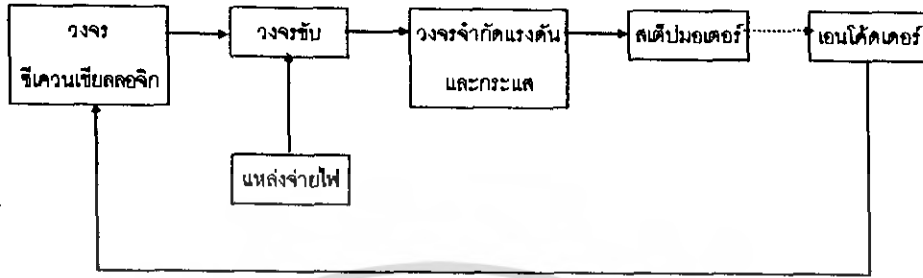 วงจร
ซีเควนเชียลลอจิก
วงจรขับ
วงจรจำกัดแรงดัน
และกระแส
สเต็ปมอเตอร์
เอนโค้ดเดอร์
แหล่งจ่ายไฟ